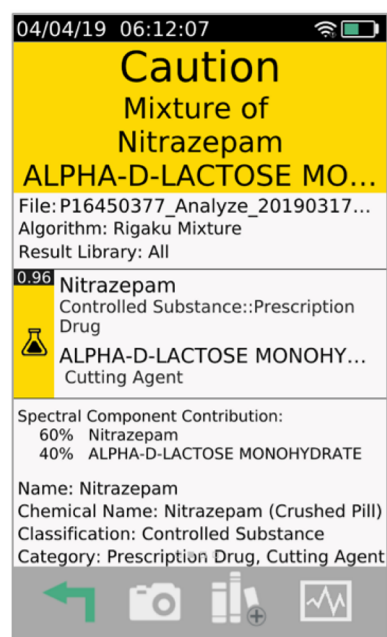 04/04/19 06:12:07
Caution
Mixture of
Nitrazepam
ALPHA-D-LACTOSE MO...
File: P16450377_Analyze_20190317...
Algorithm: Rigaku Mixture
Result Library: All
0.96
Nitrazepam
Controlled Substance::Prescription
Drug
ALPHA-D-LACTOSE MONOHY...
Cutting Agent
Spectral Component Contribution:
60% Nitrazepam
40% ALPHA-D-LACTOSE MONOHYDRATE
Name: Nitrazepam
Chemical Name: Nitrazepam (Crushed Pill)
Classification: Controlled Substance
Category: Prescription Drug, Cutting Agent